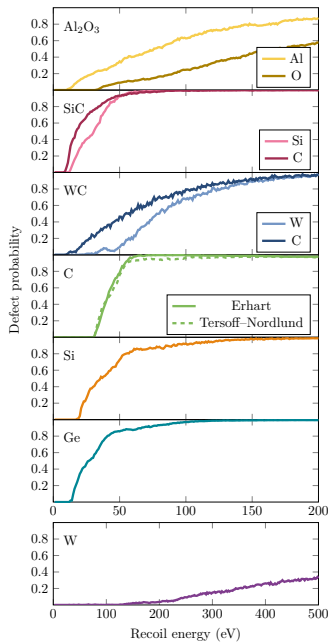 Al2O3
0.8
0.6
0.4
0.2
Al
O
SiC
0.8
0.6
0.4
0.2
Si
C
WC
0.8
0.6
0.4
0.2
W
C
C
0.8
0.6
0.4
0.2
Erhart
Tersoff–Nordlund
Defect probability
Si
0.8
0.6
0.4
0.2
Ge
0.8
0.6
0.4
0.2
0 50 100 150 200
W
0.8
0.6
0.4
0.2
0 100 200 300 400 500
Recoil energy (eV)